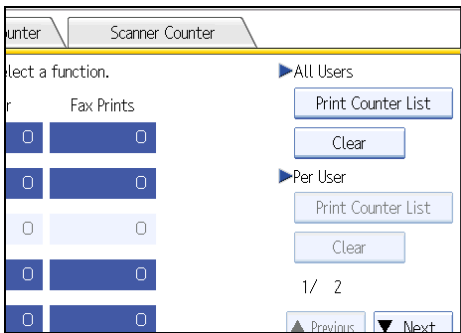 unter Scanner Counter
elect a function.
r Fax Prints
0 0
0 0
0 0
0 0
0 0
▶All Users
Print Counter List
Clear
▶Per User
Print Counter List
Clear
1/ 2
▲ Previous ▼ Next